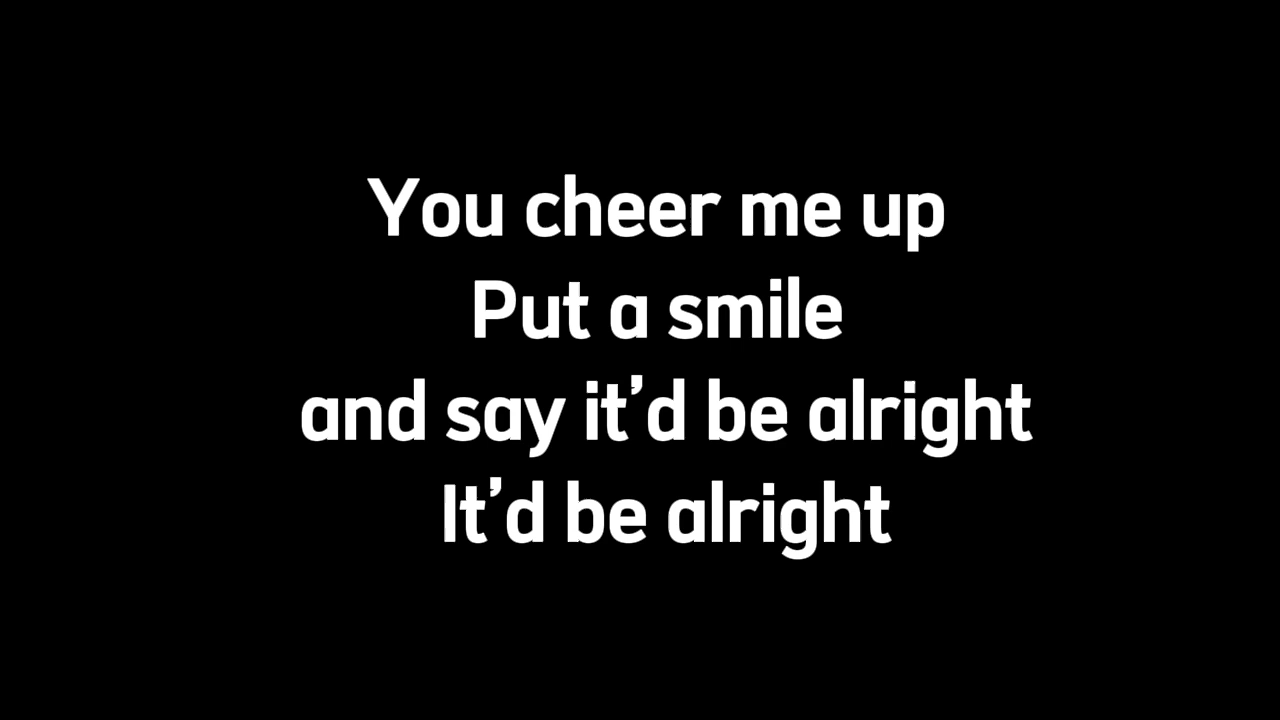 You cheer me up
Put a smile
and say it’d be alright
It’d be alright